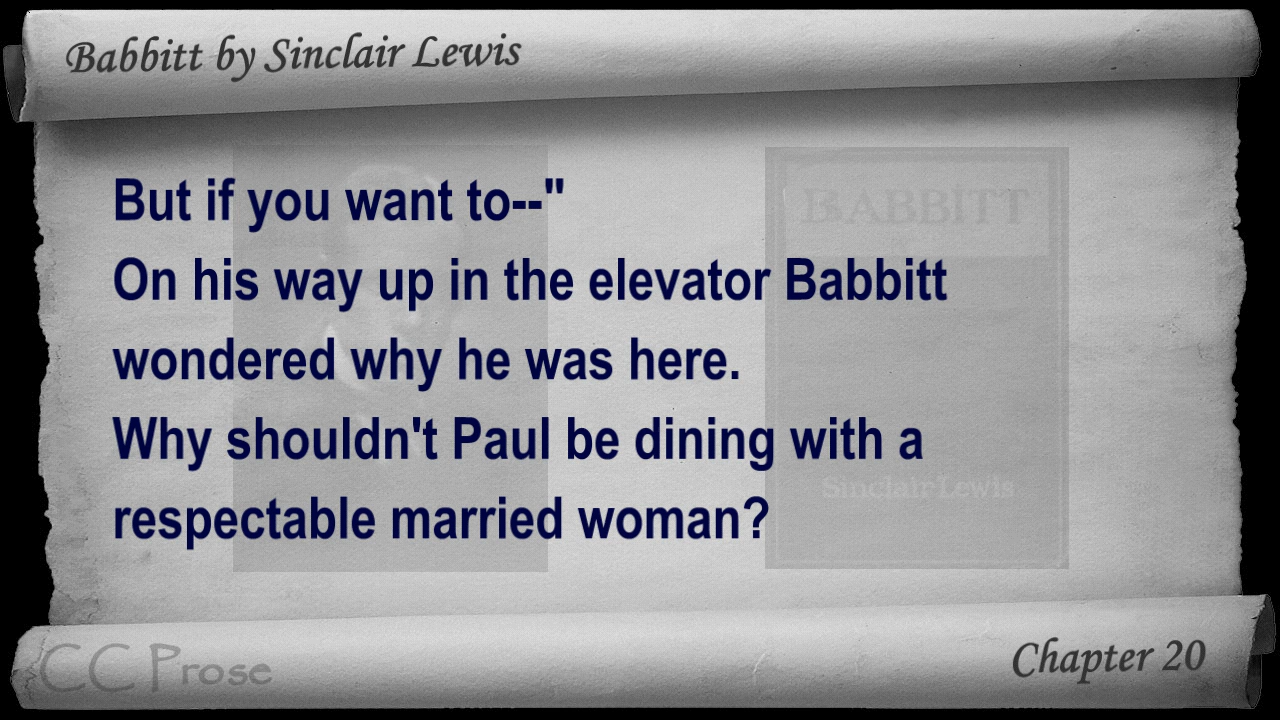 Babbitt by Sinclair Lewis
BABBITT
But if you want to--"
On his way up in the elevator Babbitt
wondered why he was here.
Why shouldn't Paul be dining with a
respectable married woman?
Sinclair Lewis
CC Prose
Chapter 20